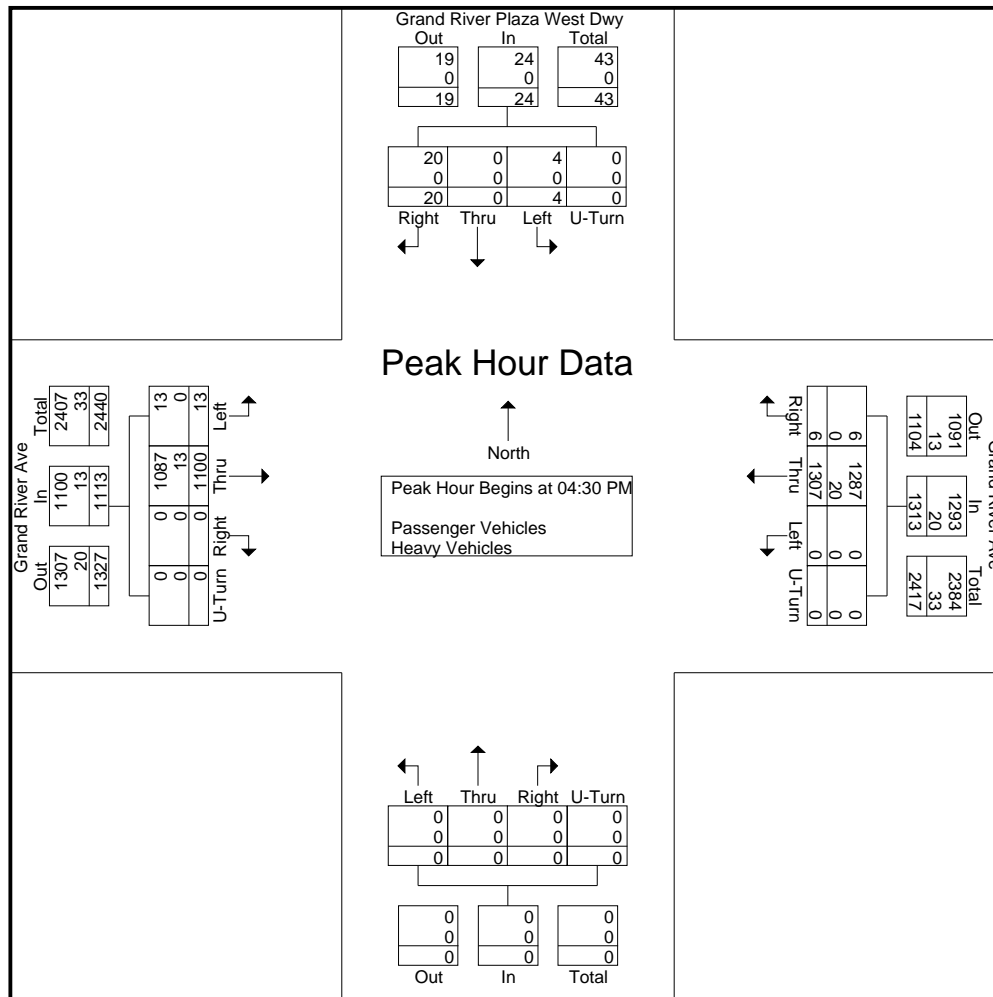 Grand River Plaza West Dwy
Out In Total
19 24 43
0 0 0
19 24 43
20 0 4 0
0 0 0 0
20 0 4 0
Right Thru Left U-Turn
Peak Hour Data
North
Peak Hour Begins at 04:30 PM
Passenger Vehicles
Heavy Vehicles
Grand River Ave
Out In Total
1307 1100 2407
20 13 33
1327 1113 2440
0 0 1087 13
0 0 13 0
0 0 1100 13
U-Turn Right Thru Left
Grand River Ave
Out In Total
1091 1293 2384
13 20 33
1104 1313 2417
6 1287 0 0
0 20 0 0
6 1307 0 0
Right Thru Left U-Turn
Left Thru Right U-Turn
0 0 0 0
0 0 0 0
0 0 0 0
0 0 0
0 0 0
0 0 0
Out In Total